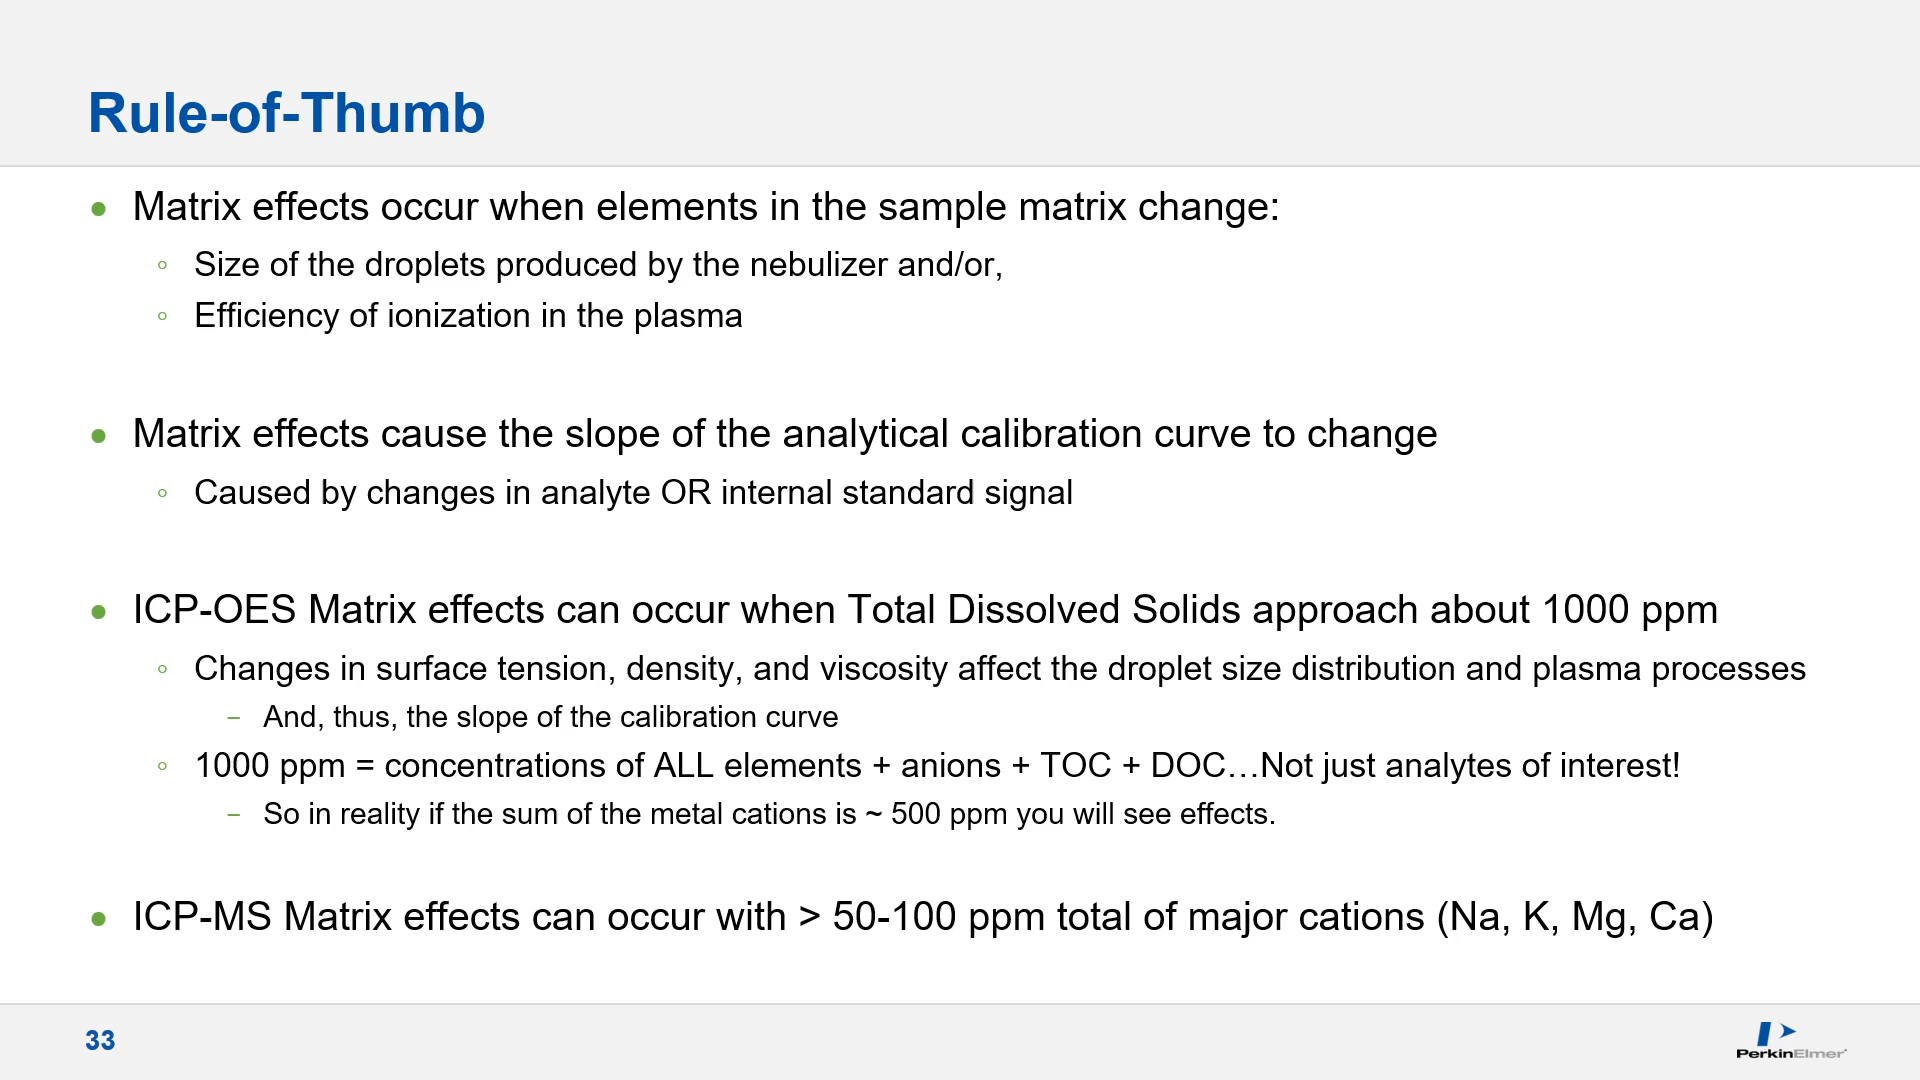 Rule-of-Thumb
• Matrix effects occur when elements in the sample matrix change:
◦ Size of the droplets produced by the nebulizer and/or,
◦ Efficiency of ionization in the plasma
• Matrix effects cause the slope of the analytical calibration curve to change
◦ Caused by changes in analyte OR internal standard signal
• ICP-OES Matrix effects can occur when Total Dissolved Solids approach about 1000 ppm
◦ Changes in surface tension, density, and viscosity affect the droplet size distribution and plasma processes
− And, thus, the slope of the calibration curve
◦ 1000 ppm = concentrations of ALL elements + anions + TOC + DOC…Not just analytes of interest!
− So in reality if the sum of the metal cations is ~ 500 ppm you will see effects.
• ICP-MS Matrix effects can occur with > 50-100 ppm total of major cations (Na, K, Mg, Ca)
33
PerkinElmer